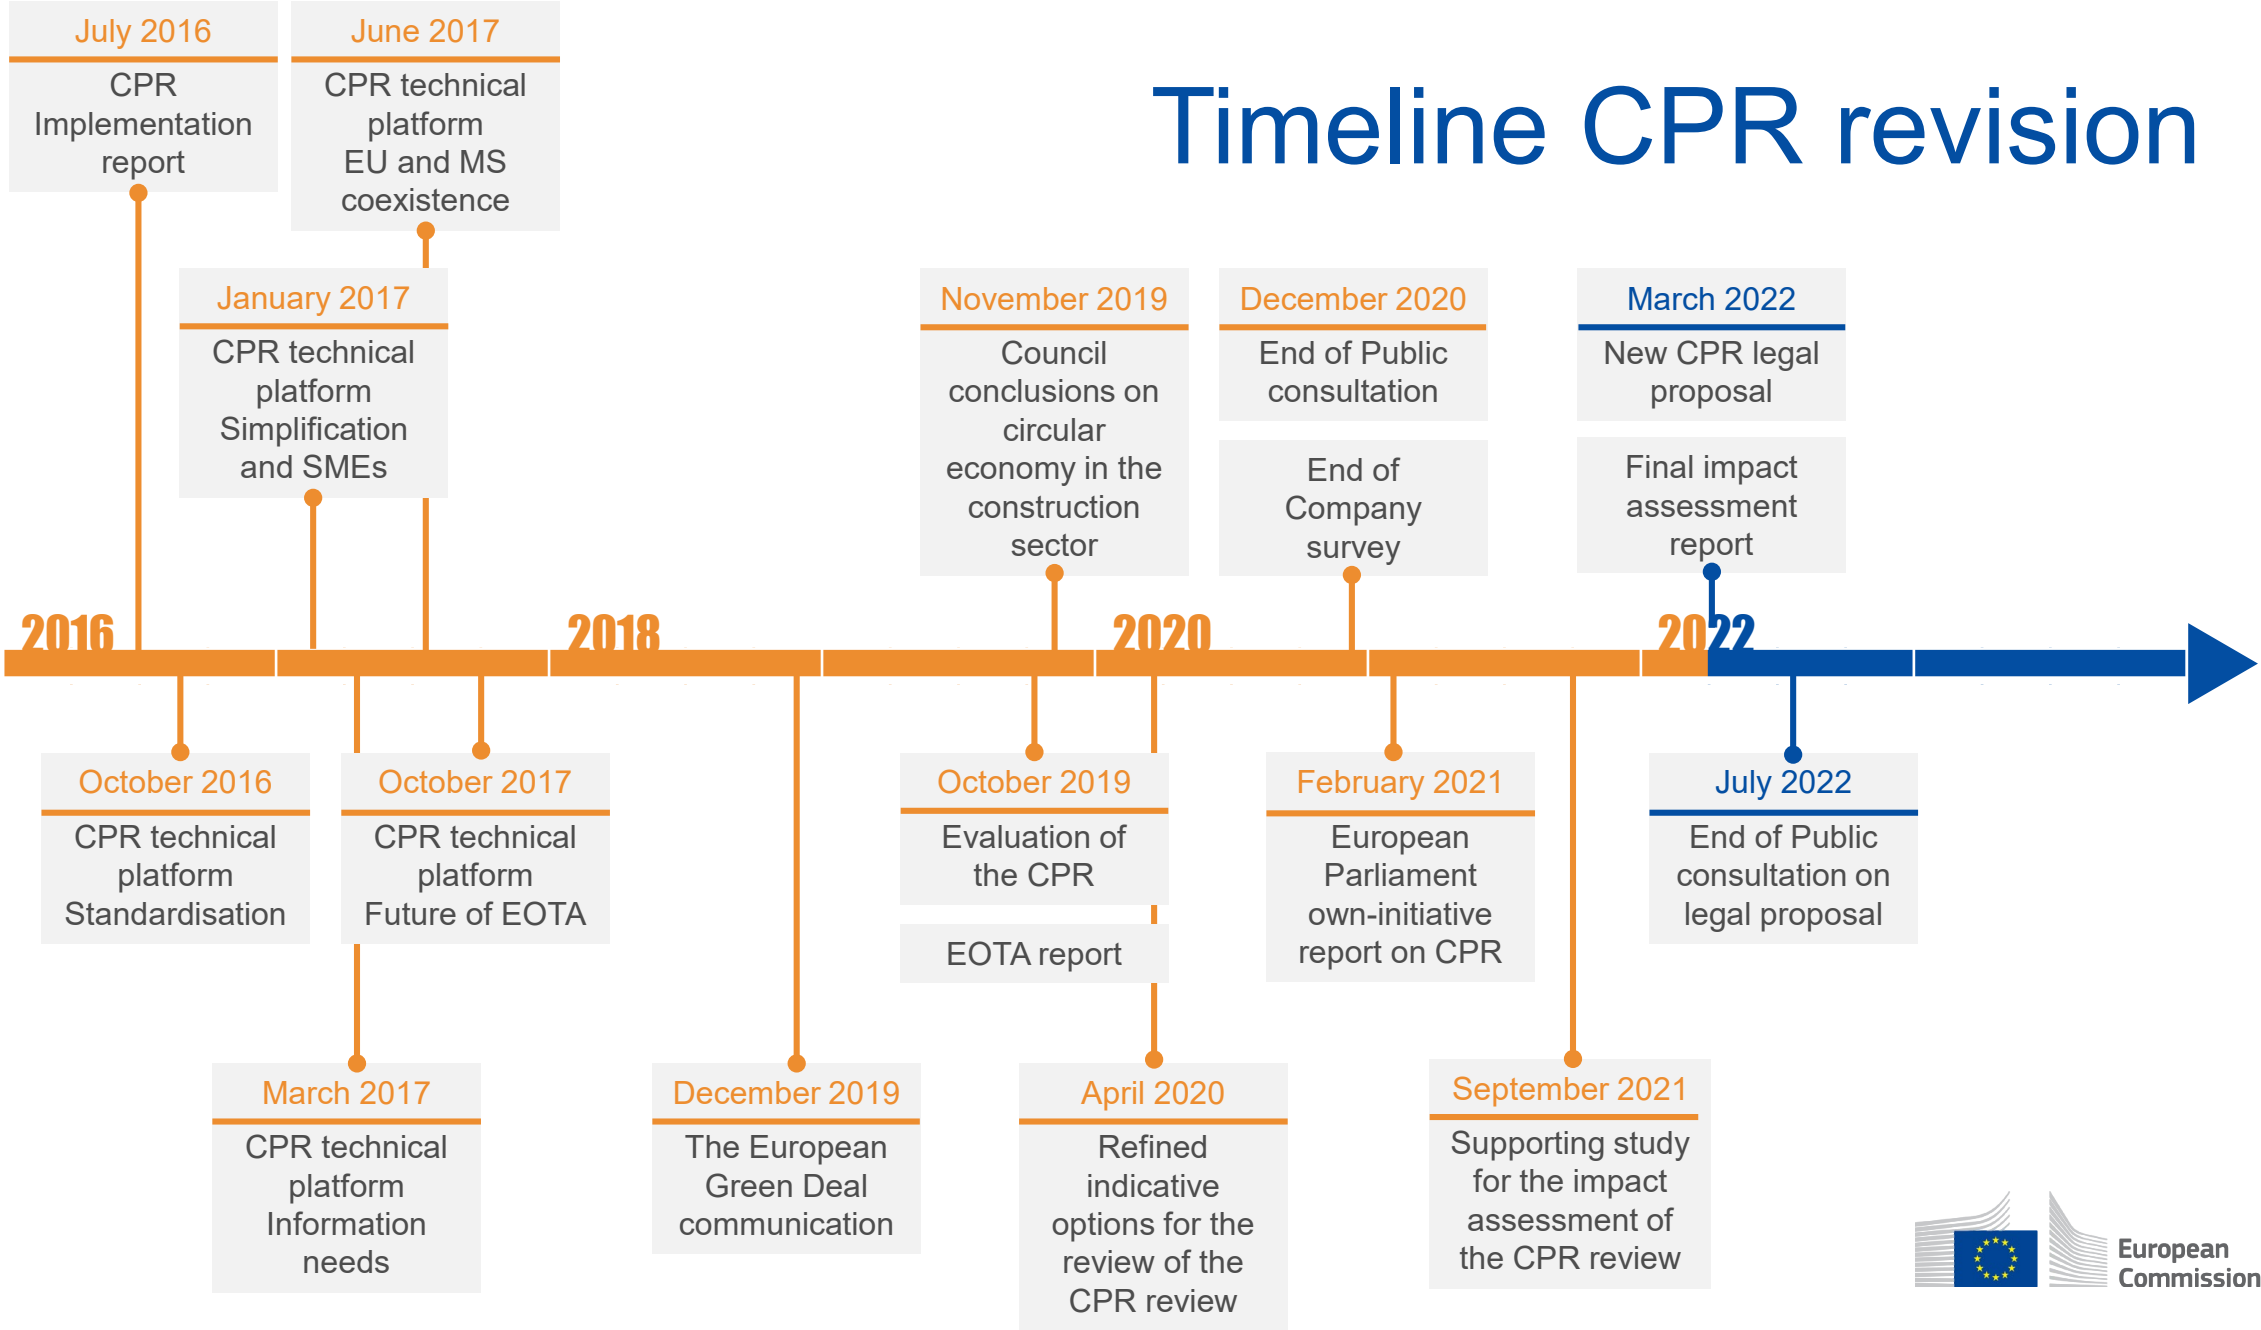 Timeline CPR revision
July 2016
CPR
Implementation
report
June 2017
CPR technical
platform
EU and MS
coexistence
January 2017
CPR technical
platform
Simplification
and SMEs
November 2019
Council
conclusions on
circular
economy in the
construction
sector
December 2020
End of Public
consultation
End of
Company
survey
March 2022
New CPR legal
proposal
Final impact
assessment
report
2016
2018
2020
2022
October 2016
CPR technical
platform
Standardisation
October 2017
CPR technical
platform
Future of EOTA
October 2019
Evaluation of
the CPR
EOTA report
February 2021
European
Parliament
own-initiative
report on CPR
July 2022
End of Public
consultation on
legal proposal
March 2017
CPR technical
platform
Information
needs
December 2019
The European
Green Deal
communication
April 2020
Refined
indicative
options for the
review of the
CPR review
September 2021
Supporting study
for the impact
assessment of
the CPR review
European
Commission